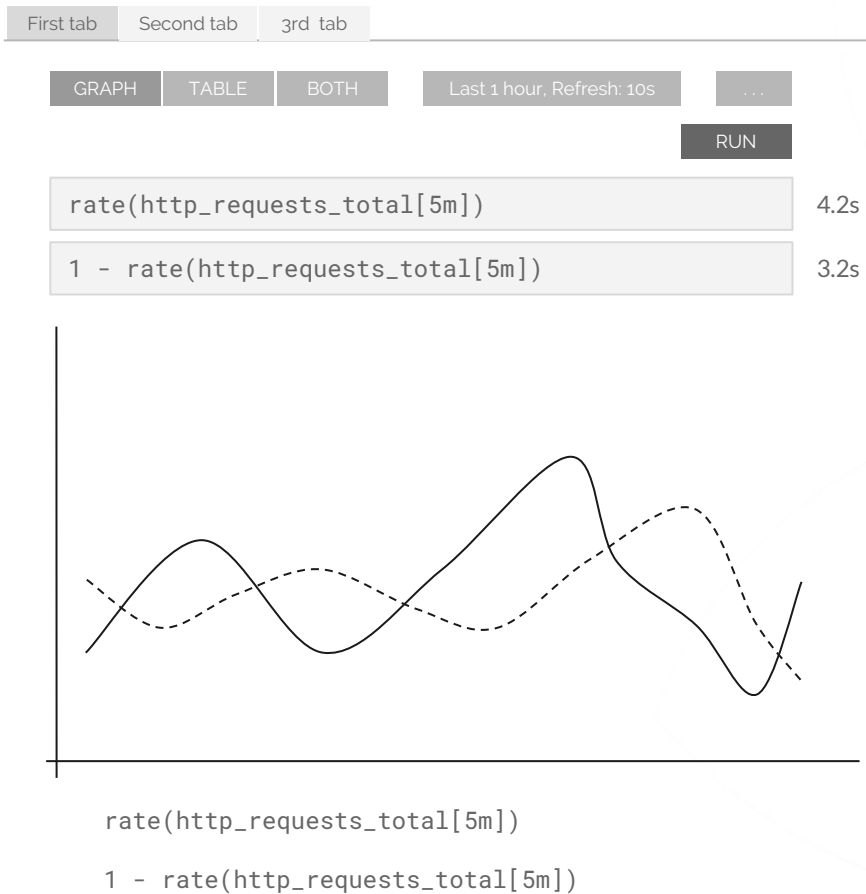 First tab Second tab 3rd tab
GRAPH TABLE BOTH Last 1 hour, Refresh: 10s ...
RUN
rate(http_requests_total[5m]) 4.2s
1 - rate(http_requests_total[5m]) 3.2s
rate(http_requests_total[5m])
1 - rate(http_requests_total[5m])